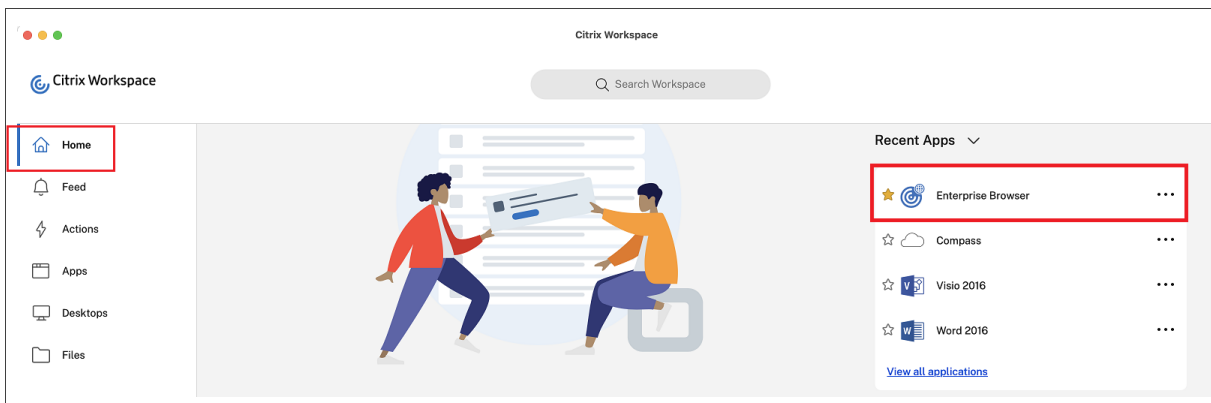 Citrix Workspace
Citrix Workspace
Search Workspace
Home
Feed
Actions
Apps
Desktops
Files
Recent Apps
Enterprise Browser
Compass
Visio 2016
Word 2016
View all applications